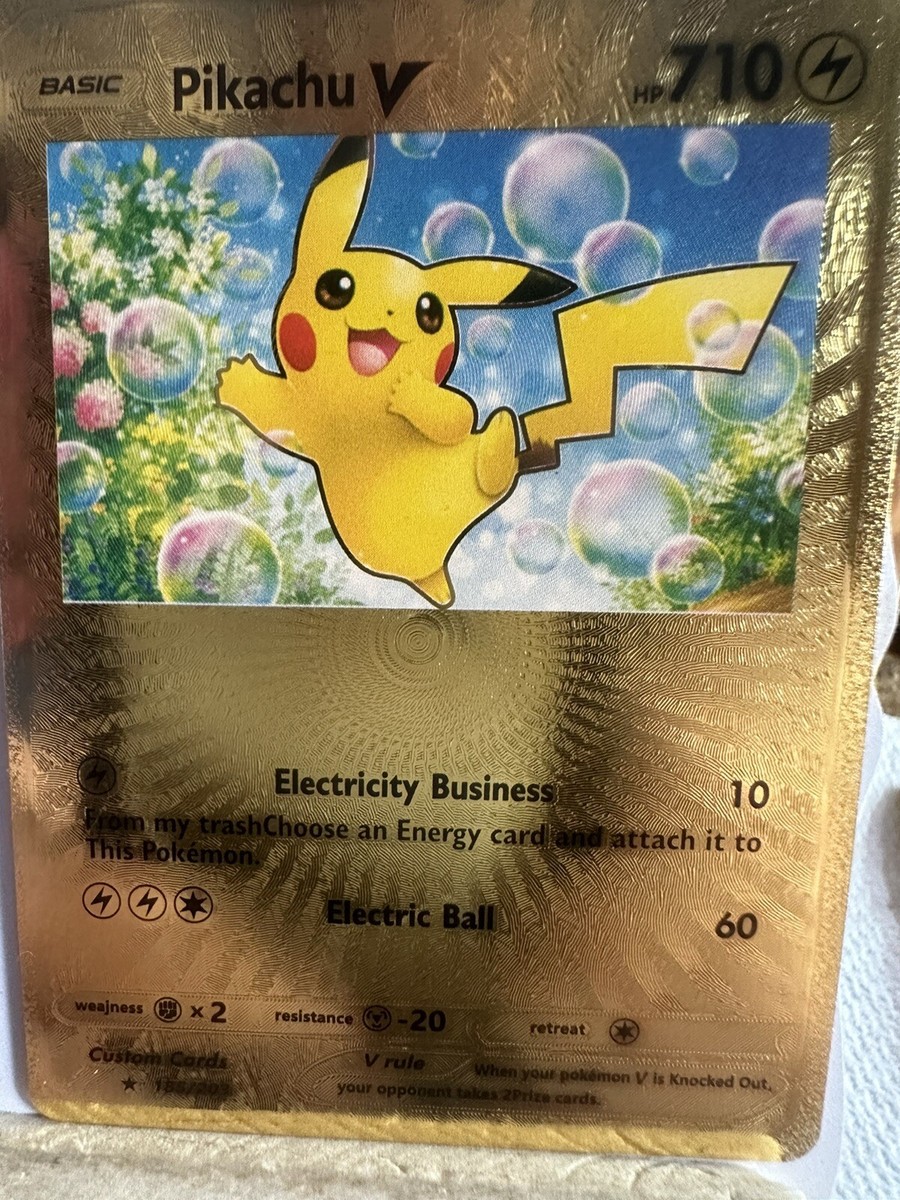 BASIC Pikachu V HP 710
Electricity Business 10
From my trashChoose an Energy card and attach it to
This Pokémon.
Electric Ball 60
weajness x2 resistance -20 retreat
Custom Cards V rule When your pokémon V is Knocked Out,
your opponent takes 2Prize cards.